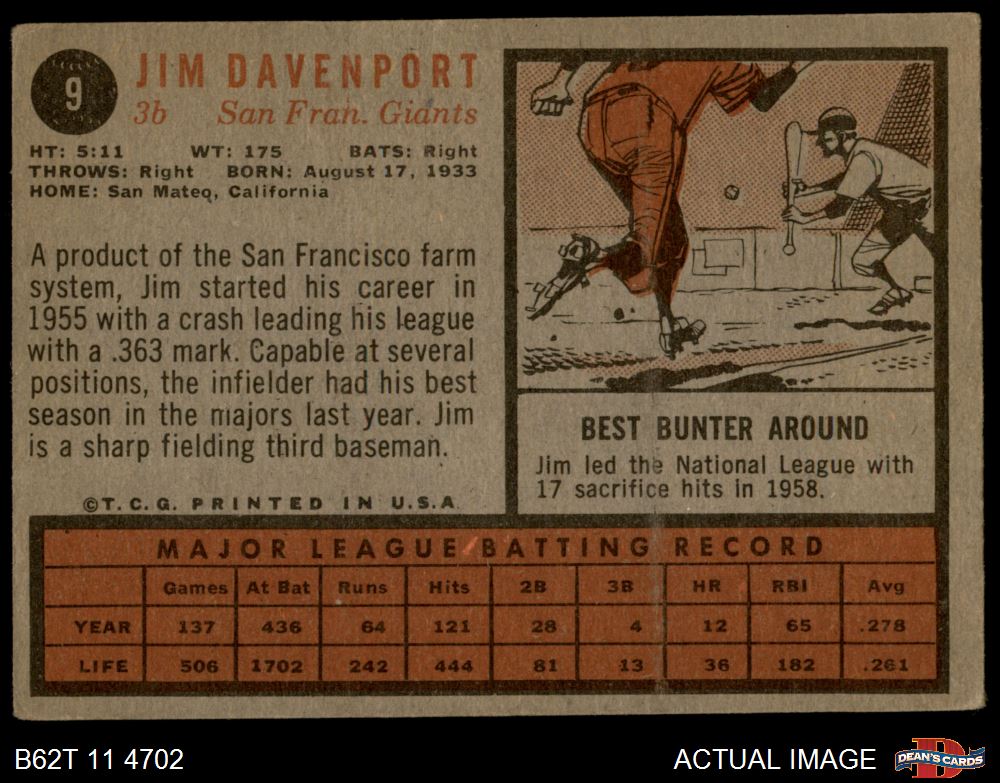 9
JIM DAVENPORT
3b San Fran. Giants
HT: 5:11 WT: 175 BATS: Right
THROWS: Right BORN: August 17, 1933
HOME: San Mateo, California
A product of the San Francisco farm
system, Jim started his career in
1955 with a crash leading his league
with a .363 mark. Capable at several
positions, the infielder had his best
season in the majors last year. Jim
is a sharp fielding third baseman.
©T.C.G. PRINTED IN U.S.A.
BEST BUNTER AROUND
Jim led the National League with
17 sacrifice hits in 1958.
MAJOR LEAGUE BATTING RECORD
Games At Bat Runs Hits 2B 3B HR RBI Avg
YEAR 137 436 64 121 28 4 12 65 .278
LIFE 506 1702 242 444 81 13 36 182 .261
B62T 11 4702 ACTUAL IMAGE
D
DEAN'S CARDS